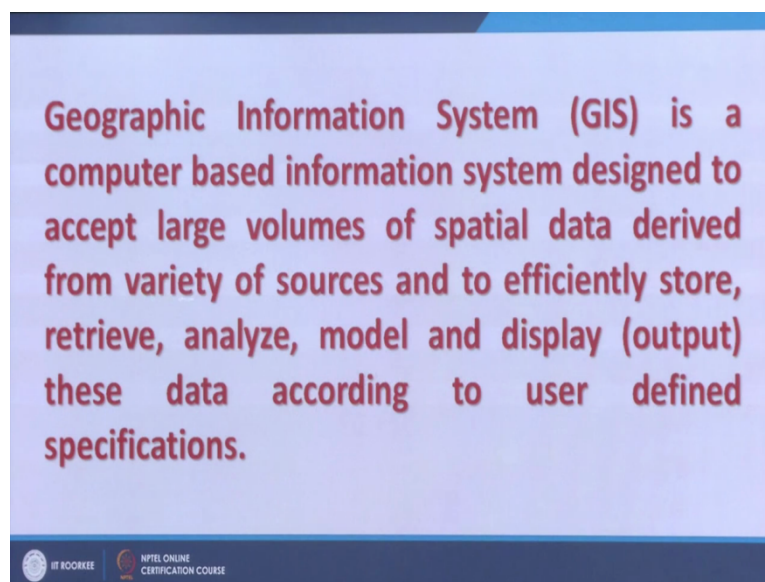 Geographic Information System (GIS) is a
computer based information system designed to
accept large volumes of spatial data derived
from variety of sources and to efficiently store,
retrieve, analyze, model and display (output)
these data according to user defined
specifications.
IIT ROORKEE
NPTEL ONLINE
CERTIFICATION COURSE